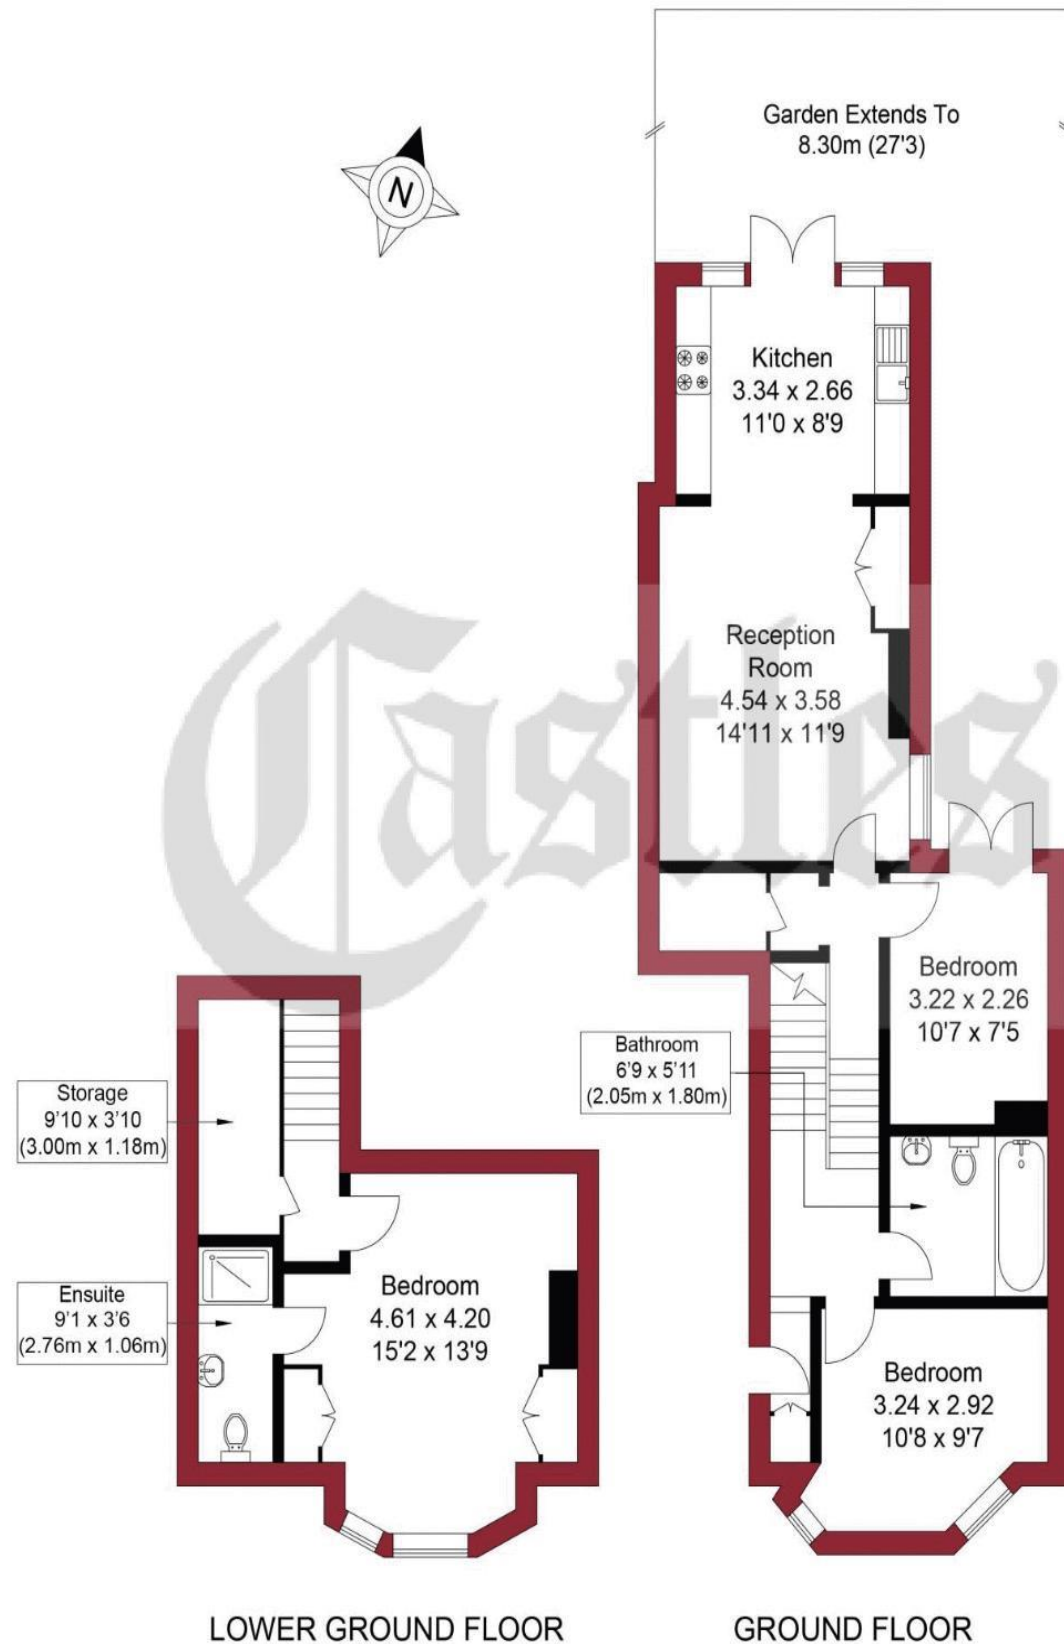 Garden Extends To
8.30m (27'3)
N
Kitchen
3.34 x 2.66
11'0 x 8'9
Reception
Room
4.54 x 3.58
14'11 x 11'9
Castles
Bedroom
3.22 x 2.26
10'7 x 7'5
Bathroom
6'9 x 5'11
(2.05m x 1.80m)
Storage
9'10 x 3'10
(3.00m x 1.18m)
Ensuite
9'1 x 3'6
(2.76m x 1.06m)
Bedroom
4.61 x 4.20
15'2 x 13'9
Bedroom
3.24 x 2.92
10'8 x 9'7
LOWER GROUND FLOOR
GROUND FLOOR